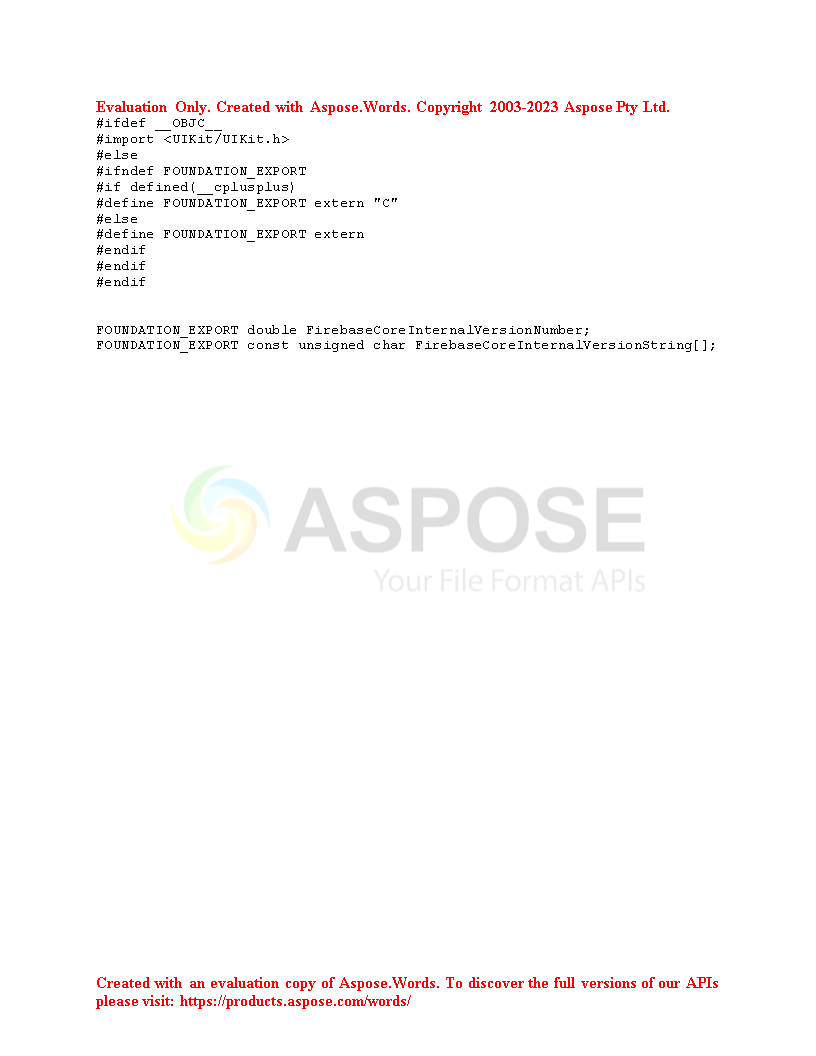 Evaluation Only. Created with Aspose.Words. Copyright 2003-2023 Aspose Pty Ltd.
#ifdef __OBJC__
#import <UIKit/UIKit.h>
#else
#ifndef FOUNDATION_EXPORT
#if defined(__cplusplus)
#define FOUNDATION_EXPORT extern "C"
#else
#define FOUNDATION_EXPORT extern
#endif
#endif
#endif
FOUNDATION_EXPORT double FirebaseCoreInternalVersionNumber;
FOUNDATION_EXPORT const unsigned char FirebaseCoreInternalVersionString[];
ASPOSE
Your File Format APIs
Created with an evaluation copy of Aspose.Words. To discover the full versions of our APIs
please visit: https://products.aspose.com/words/